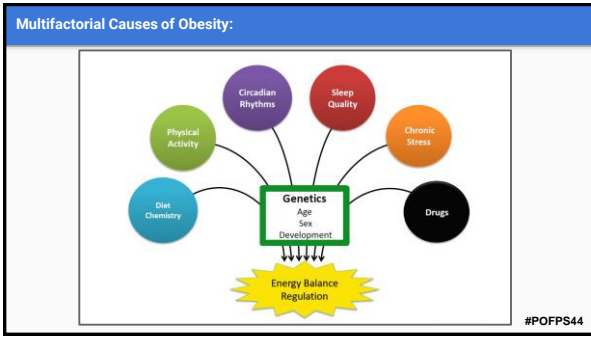 Multifactorial Causes of Obesity:
Circadian
Rhythms
Sleep
Quality
Physical
Activity
Chronic
Stress
Diet
Chemistry
Genetics
Age
Sex
Development
Drugs
Energy Balance
Regulation
#POFPS44